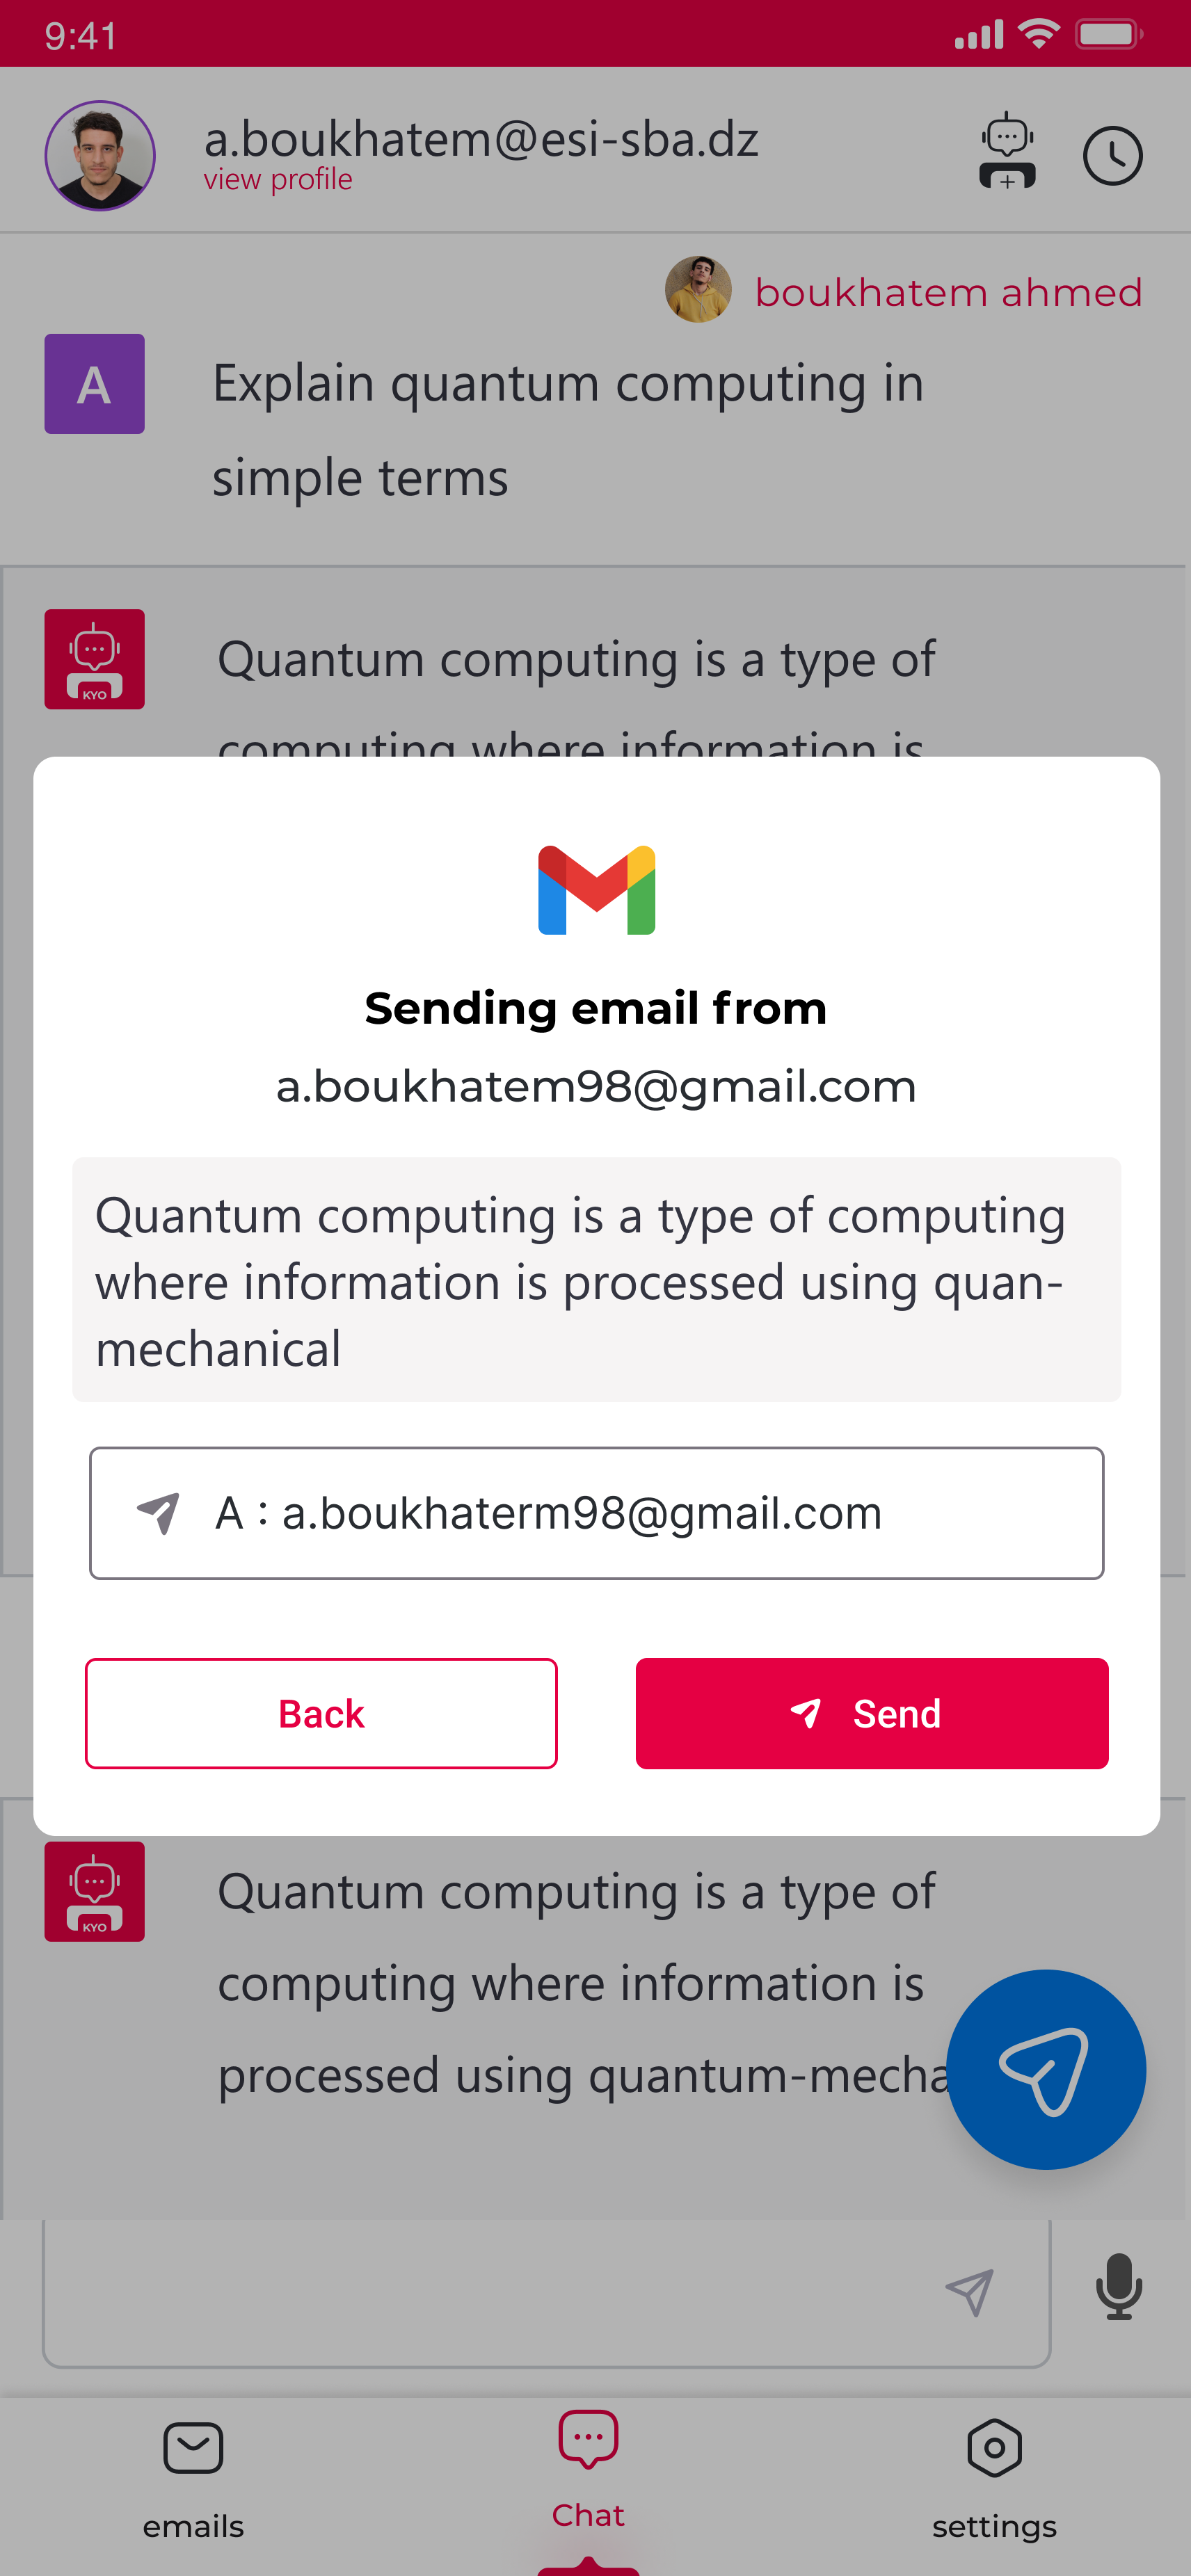 9:41
a.boukhatem@esi-sba.dz
view profile
boukhatem ahmed
A
Explain quantum computing in
simple terms
KYO
Quantum computing is a type of
computing where information is
Sending email from
a.boukhatem98@gmail.com
Quantum computing is a type of computing
where information is processed using quan-
mechanical
A : a.boukhaterm98@gmail.com
Back
Send
KYO
Quantum computing is a type of
computing where information is
processed using quantum-mecha
emails
Chat
settings